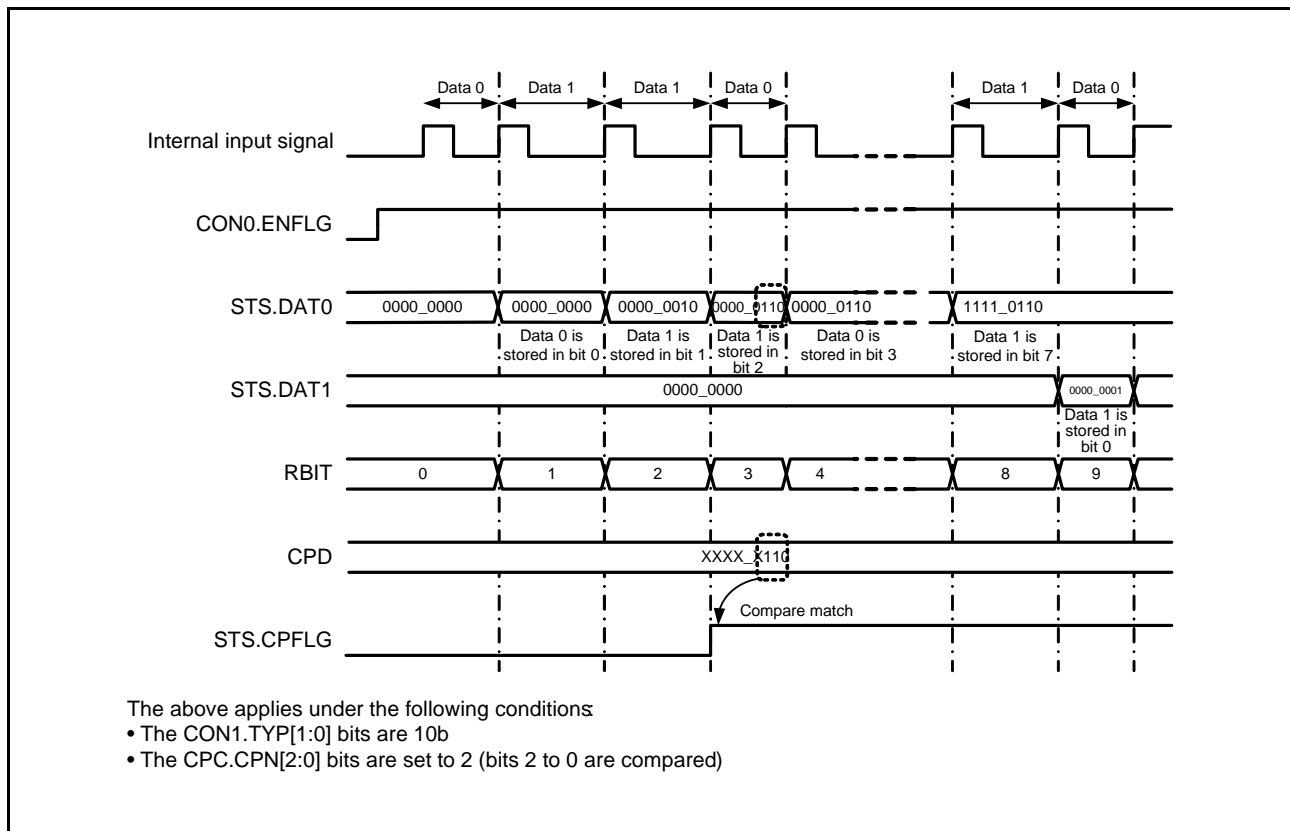 Data 0 Data 1 Data 1 Data 0 Data 1 Data 0
Internal input signal
CON0.ENFLG
STS.DAT0 0000_0000 0000_0000 0000_0010 0000_0110 0000_0110 1111_0110
Data 0 is stored in bit 0
Data 1 is stored in bit 1
Data 1 is stored in bit 2
Data 0 is stored in bit 3
Data 1 is stored in bit 7
STS.DAT1 0000_0000 0000_0001
Data 1 is stored in bit 0
RBIT 0 1 2 3 4 8 9
CPD XXXX_X110
Compare match
STS.CPFLG
The above applies under the following conditions:
• The CON1.TYP[1:0] bits are 10b
• The CPC.CPN[2:0] bits are set to 2 (bits 2 to 0 are compared)